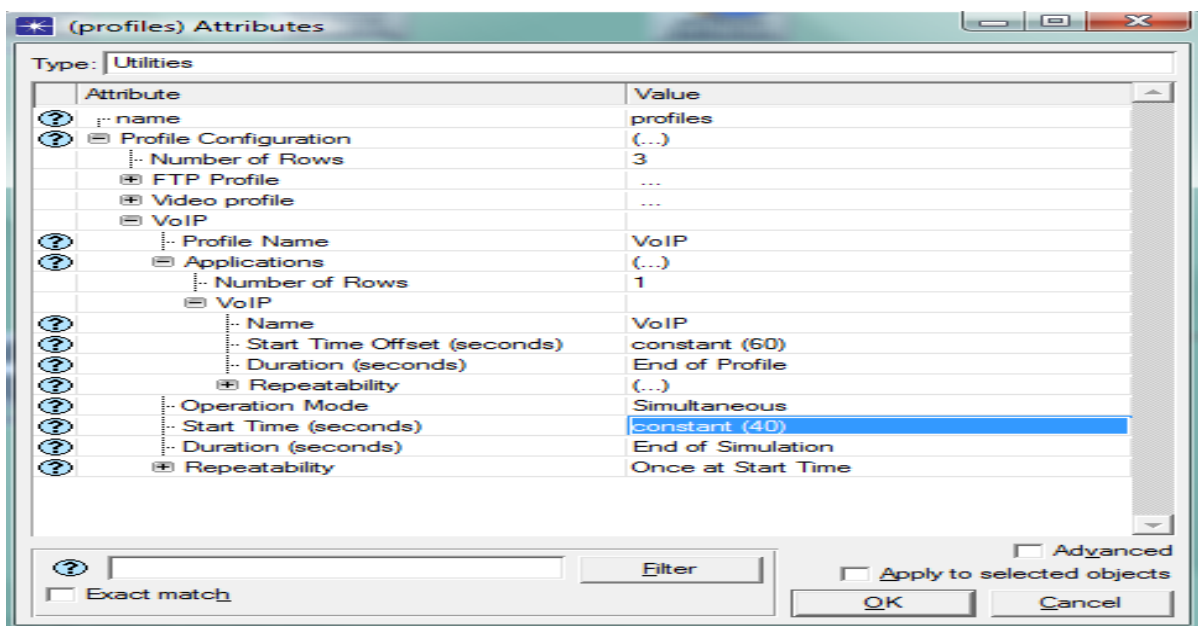 (profiles) Attributes
Type: Utilities
Attribute Value
? name profiles
? Profile Configuration (...)
Number of Rows 3
FTP Profile ...
Video profile ...
VoIP
? Profile Name VoIP
? Applications (...)
Number of Rows 1
VoIP
? Name VoIP
? Start Time Offset (seconds) constant (60)
? Duration (seconds) End of Profile
? Repeatability (...)
? Operation Mode Simultaneous
? Start Time (seconds) constant (40)
? Duration (seconds) End of Simulation
? Repeatability Once at Start Time
Advanced
? Filter Apply to selected objects
Exact match OK Cancel